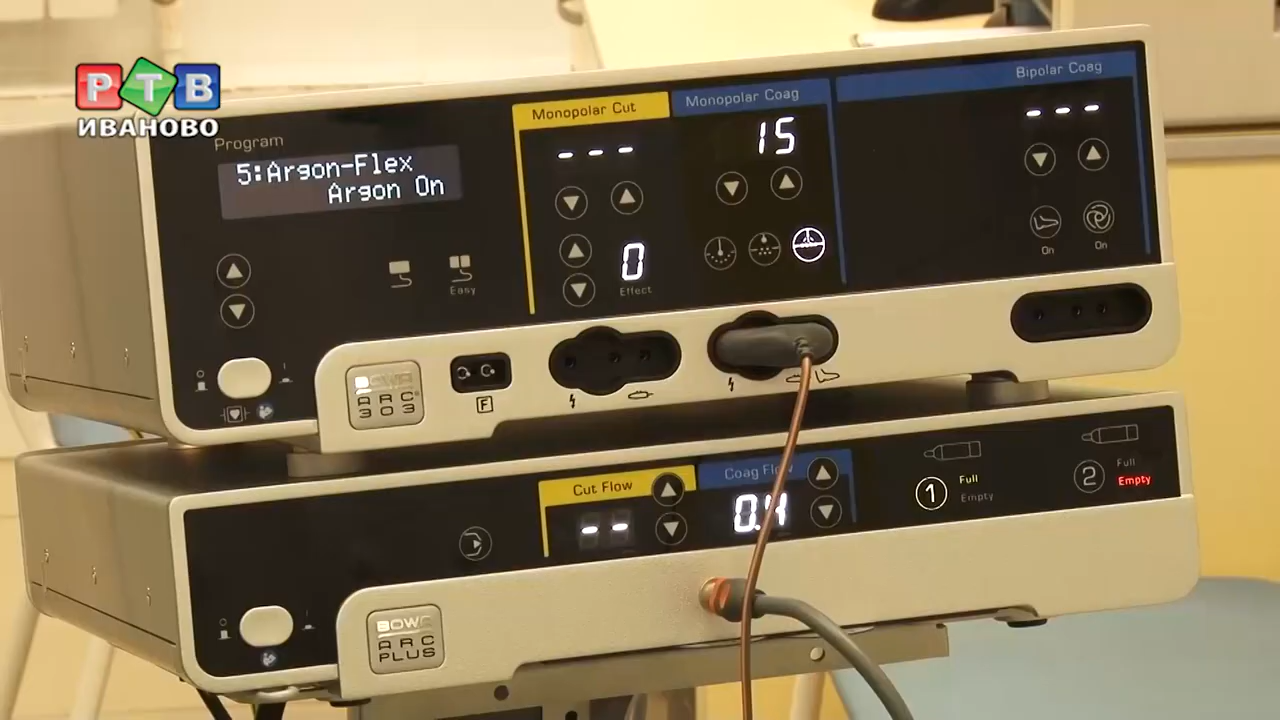 РТВ
ИВАНОВО
Program
5:Argon-Flex
Argon On
Monopolar Cut
Monopolar Coag
Bipolar Coag
- - -
15
- - -
0
Effect
Easy
On
On
BOWA
ARC
303
F
Cut Flow
Coag Flow
- -
0.4
1
Full
Empty
2
Full
Empty
BOWA
ARC
PLUS